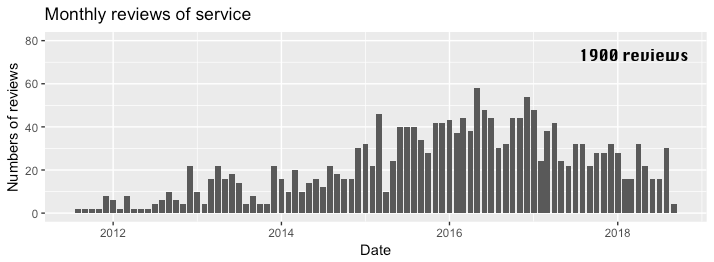 Monthly reviews of service
80
60
40
20
0
Numbers of reviews
1900 reviews
2012
2014
2016
2018
Date